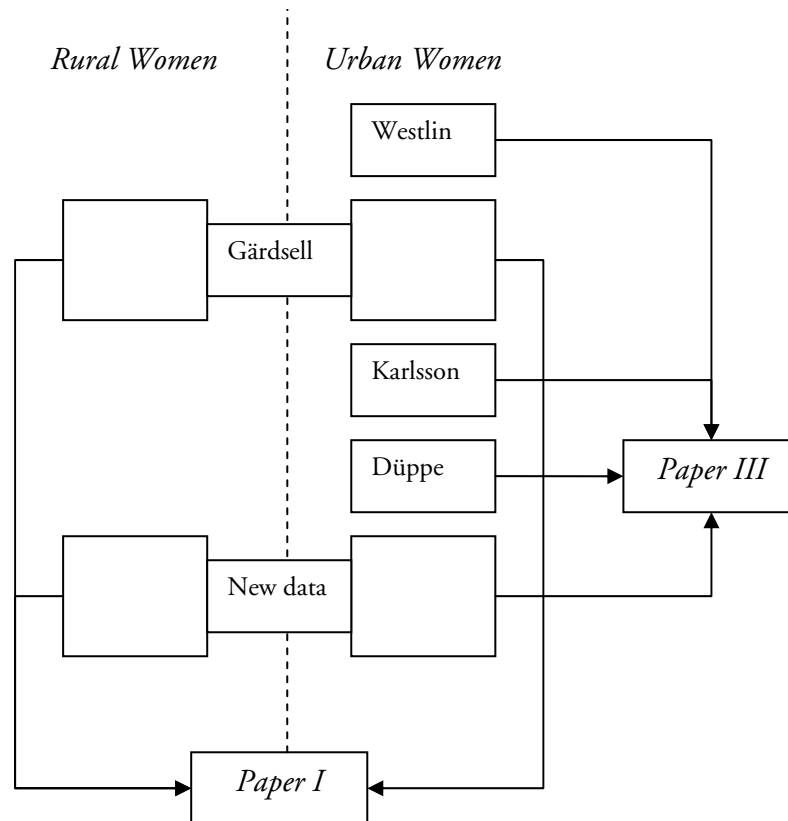 Rural Women
Urban Women
Westlin
Gärdsell
Karlsson
Düppe
Paper III
New data
Paper I